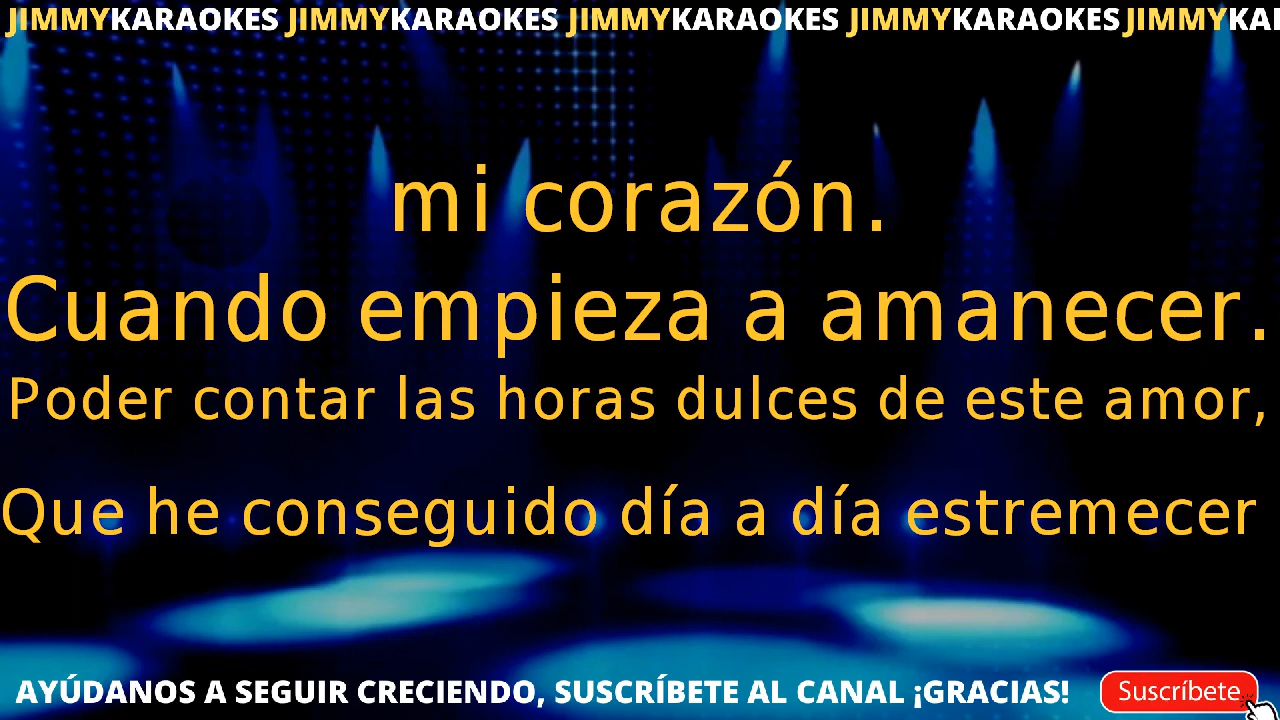 JIMMYKARAOKES JIMMYKARAOKES JIMMYKARAOKES JIMMYKARAOKES JIMMYKA
mi corazón.
Cuando empieza a amanecer.
Poder contar las horas dulces de este amor,
Que he conseguido día a día estremecer
AYÚDANOS A SEGUIR CRECIENDO, SUSCRÍBETE AL CANAL ¡GRACIAS!
Suscríbete